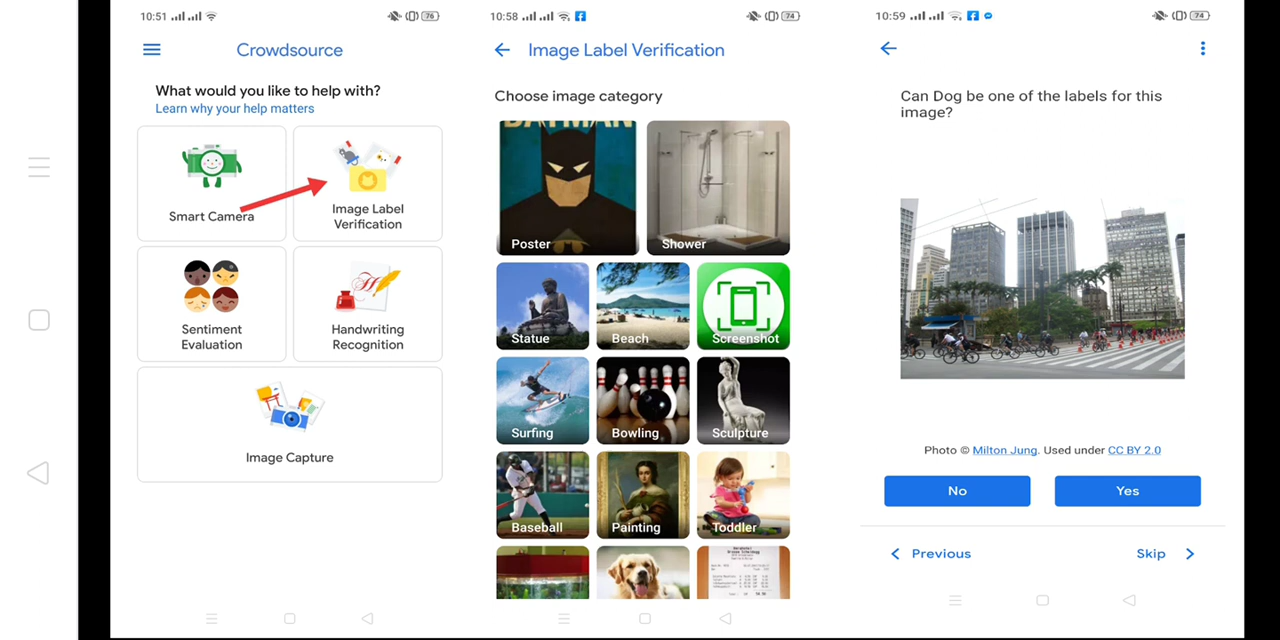 10:51
76
Crowdsource
What would you like to help with?
Learn why your help matters
Smart Camera
Image Label
Verification
Sentiment
Evaluation
Handwriting
Recognition
Image Capture
10:58
74
Image Label Verification
Choose image category
BATMAN
Poster
Shower
Statue
Beach
Screenshot
Surfing
Bowling
Sculpture
Baseball
Painting
Toddler
10:59
74
Can Dog be one of the labels for this
image?
Photo © Milton Jung. Used under CC BY 2.0
No
Yes
Previous
Skip